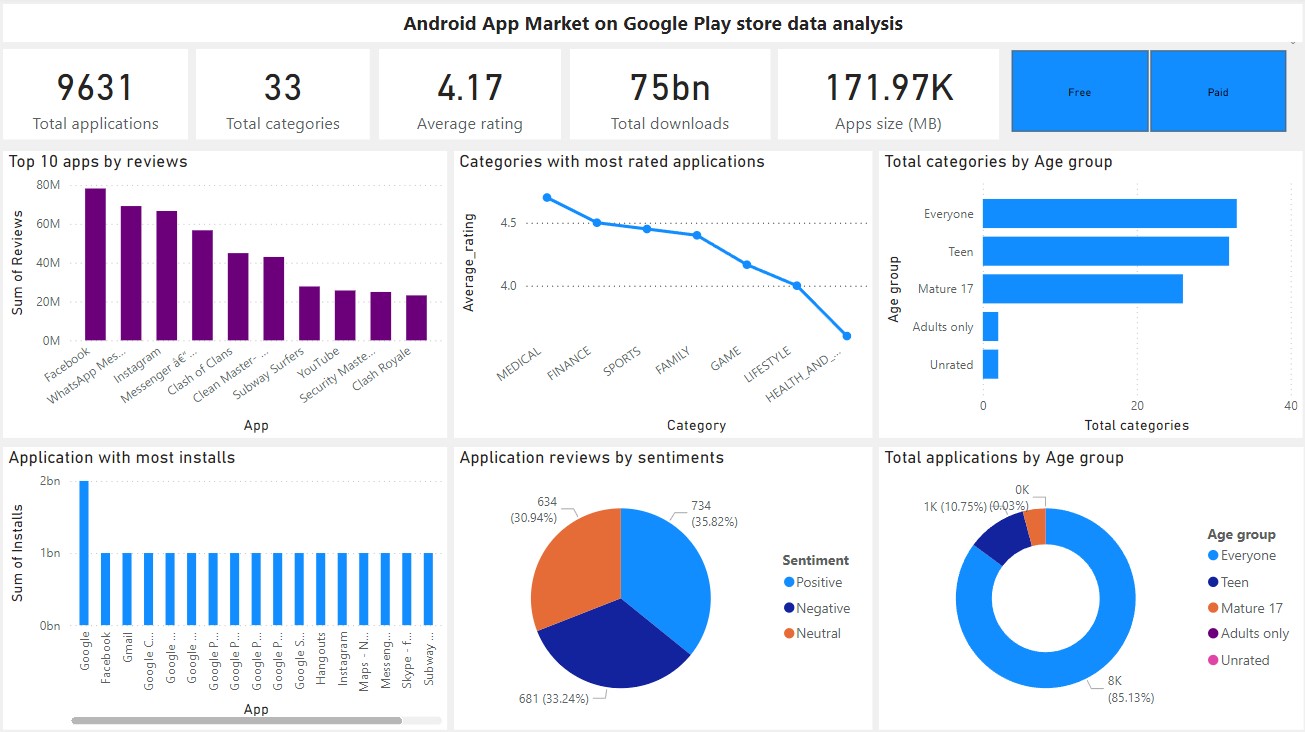 Android App Market on Google Play store data analysis
9631
Total applications
33
Total categories
4.17
Average rating
75bn
Total downloads
171.97K
Apps size (MB)
Free
Paid
Top 10 apps by reviews
Sum of Reviews
80M
60M
40M
20M
0M
Facebook
WhatsApp Mes...
Instagram
Messenger â€“ ...
Clash of Clans
Clean Master- ...
Subway Surfers
YouTube
Security Maste...
Clash Royale
App
Categories with most rated applications
Average_rating
4.5
4.0
MEDICAL
FINANCE
SPORTS
FAMILY
GAME
LIFESTYLE
HEALTH_AND_...
Category
Total categories by Age group
Age group
Everyone
Teen
Mature 17
Adults only
Unrated
0
20
40
Total categories
Application with most installs
Sum of Installs
2bn
1bn
0bn
Google
Facebook
Gmail
Google C...
Google ...
Google ...
Google P...
Google P...
Google P...
Google P...
Google S...
Hangouts
Instagram
Maps - N...
Messeng...
Skype - f...
Subway ...
App
Application reviews by sentiments
634
(30.94%)
734
(35.82%)
681 (33.24%)
Sentiment
Positive
Negative
Neutral
Total applications by Age group
0K
(0.03%)
1K (10.75%)
8K
(85.13%)
Age group
Everyone
Teen
Mature 17
Adults only
Unrated